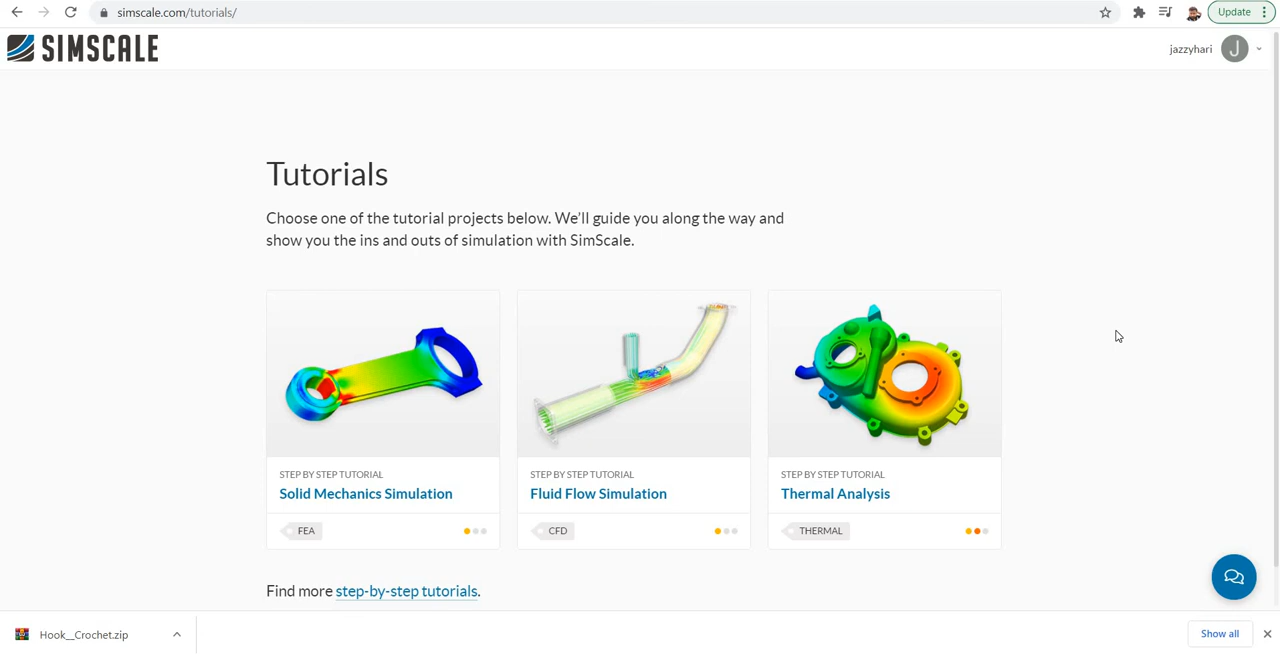 simscale.com/tutorials/
Update
SIMSCALE
jazzyhari
J
Tutorials
Choose one of the tutorial projects below. We'll guide you along the way and
show you the ins and outs of simulation with SimScale.
STEP BY STEP TUTORIAL
Solid Mechanics Simulation
FEA
STEP BY STEP TUTORIAL
Fluid Flow Simulation
CFD
STEP BY STEP TUTORIAL
Thermal Analysis
THERMAL
Find more step-by-step tutorials.
Hook__Crochet.zip
Show all